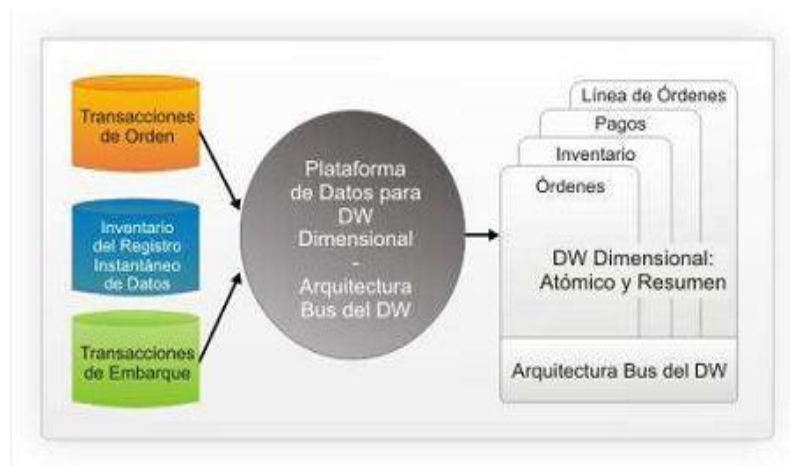 Transacciones
de Orden
Inventario
del Registro
Instantáneo
de Datos
Transacciones
de Embarque
Plataforma
de Datos para
DW
Dimensional
-
Arquitectura
Bus del DW
Línea de Órdenes
Pagos
Inventario
Órdenes
DW Dimensional:
Atómico y Resumen
Arquitectura Bus del DW